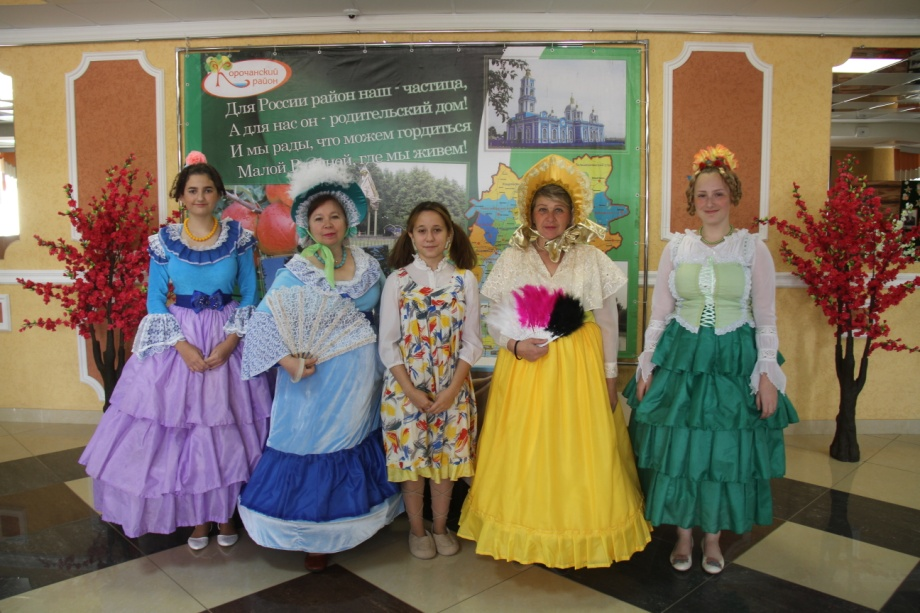 Корочанский
район
Для России район наш - частица,
А для нас он - родительский дом!
И мы рады, что можем гордиться
Малой Родиной, где мы живем!